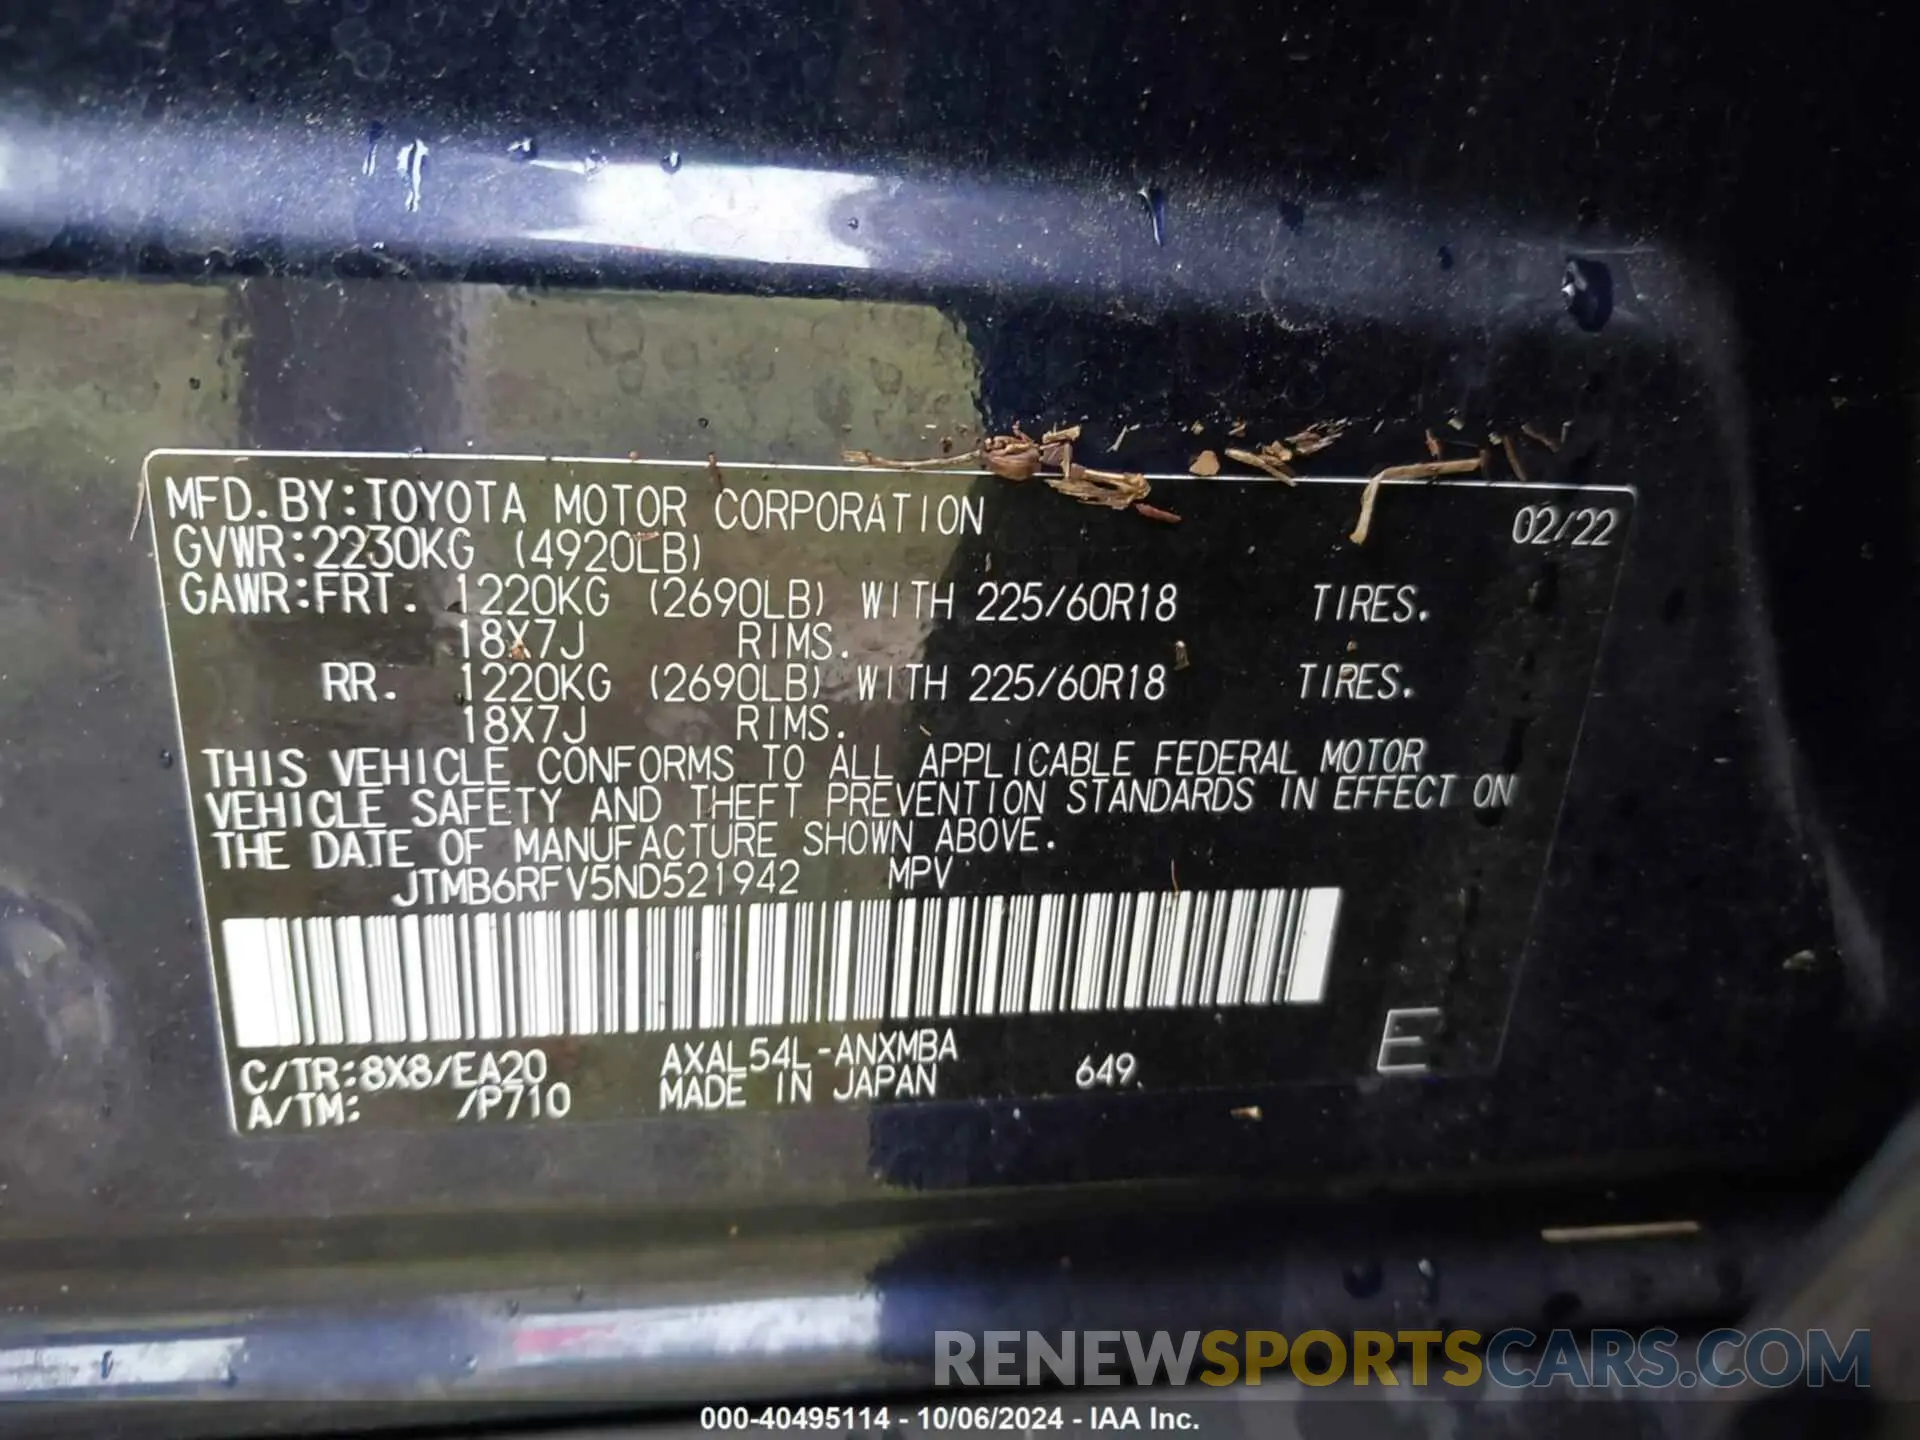 MFD.BY:TOYOTA MOTOR CORPORATION 02/22
GVWR:2230KG (4920LB)
GAWR:FRT. 1220KG (2690LB) WITH 225/60R18 TIRES.
18X7J RIMS.
RR. 1220KG (2690LB) WITH 225/60R18 TIRES.
18X7J RIMS.
THIS VEHICLE CONFORMS TO ALL APPLICABLE FEDERAL MOTOR
VEHICLE SAFETY AND THEFT PREVENTION STANDARDS IN EFFECT ON
THE DATE OF MANUFACTURE SHOWN ABOVE.
JTMB6RFV5ND521942 MPV
C/TR:8X8/EA20 AXAL54L-ANXMBA 649 E
A/TM: /P710 MADE IN JAPAN
RENEWSPORTSCARS.COM
000-40495114 - 10/06/2024 - IAA Inc.